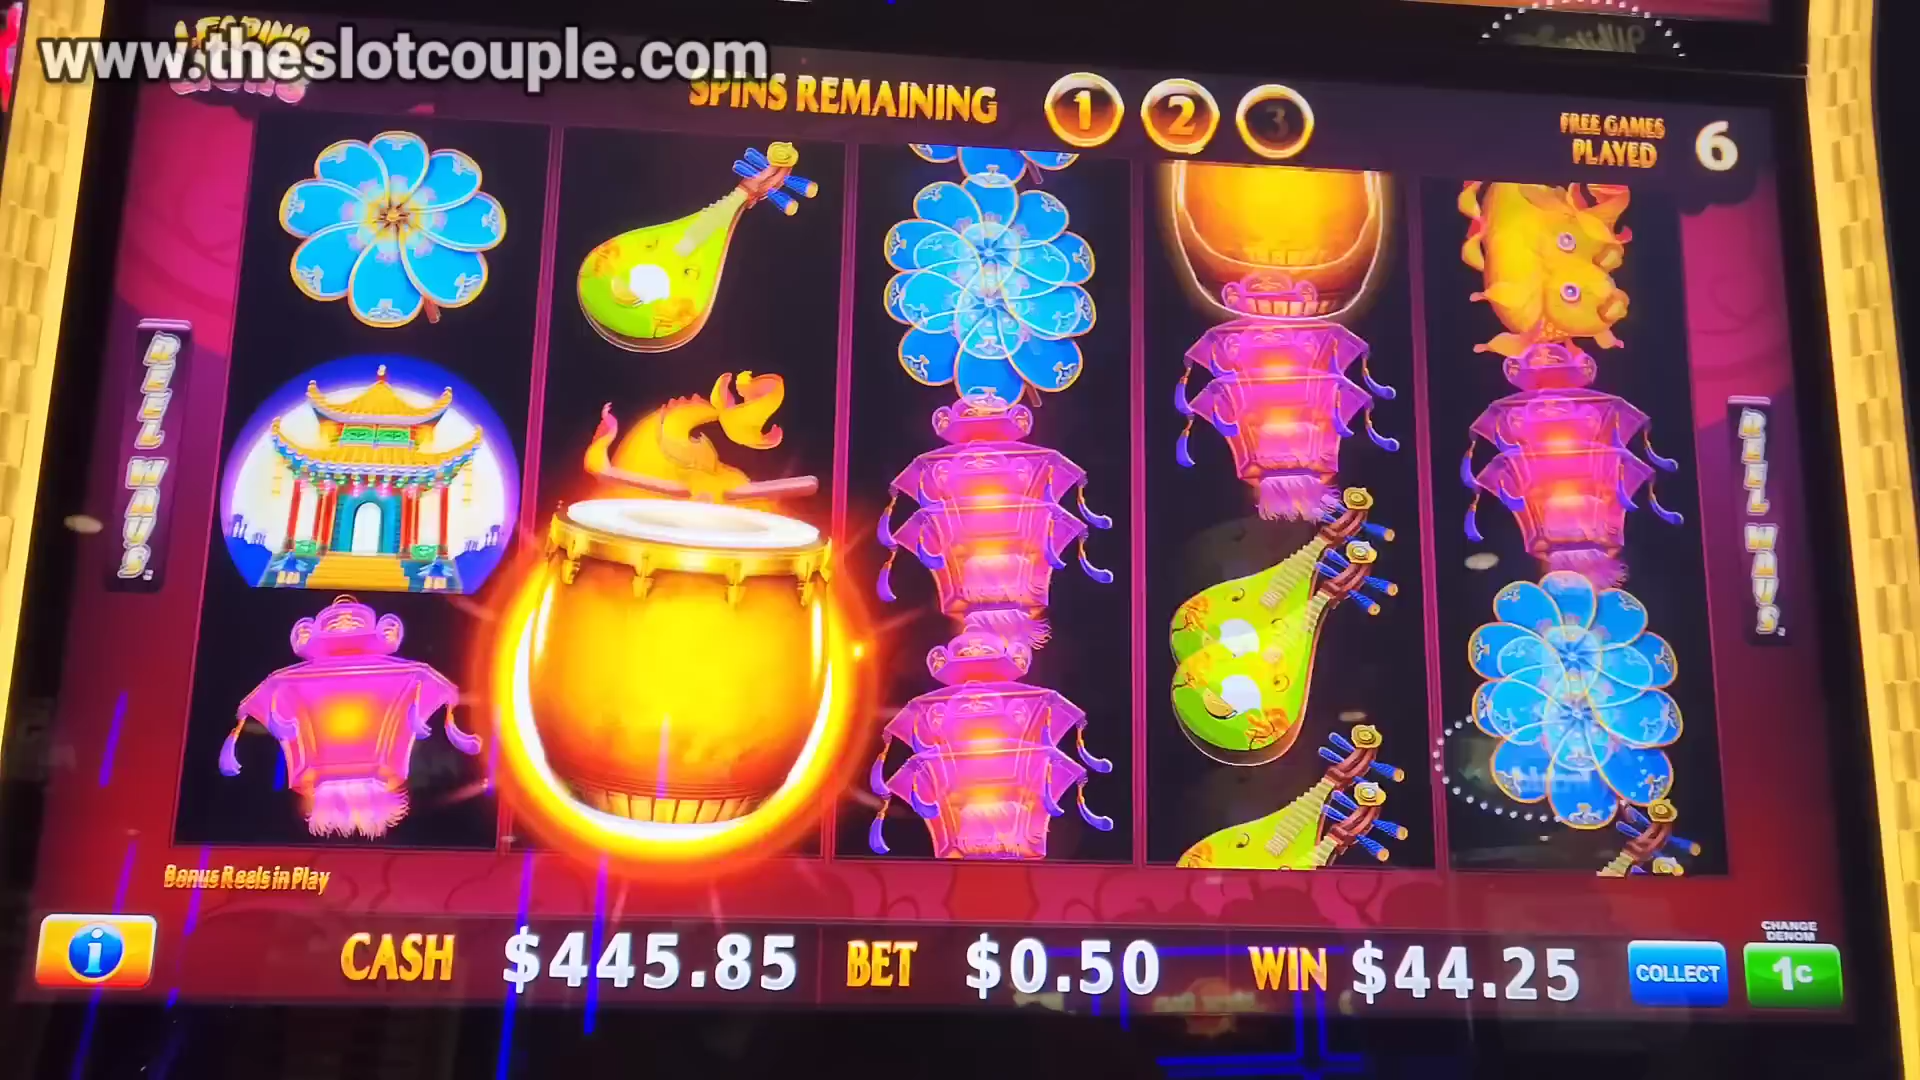 www.theslotcouple.com
SPINS REMAINING 1 2 3
FREE GAMES
PLAYED 6
REEL WAYS
REEL WAYS
Bonus Reels in Play
CASH $445.85 BET $0.50 WIN $44.25
COLLECT
CHANGE
DENOM
1¢